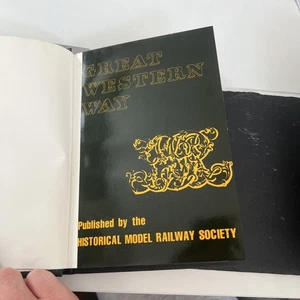 GREAT
WESTERN
WAY
Published by the
HISTORICAL MODEL RAILWAY SOCIETY